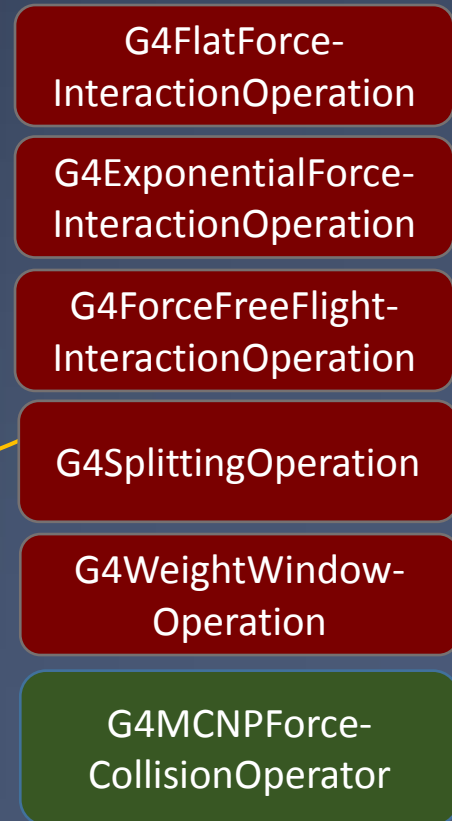 G4FlatForce-
InteractionOperation
G4ExponentialForce-
InteractionOperation
G4ForceFreeFlight-
InteractionOperation
G4SplittingOperation
G4WeightWindow-
Operation
G4MCNPForce-
CollisionOperator